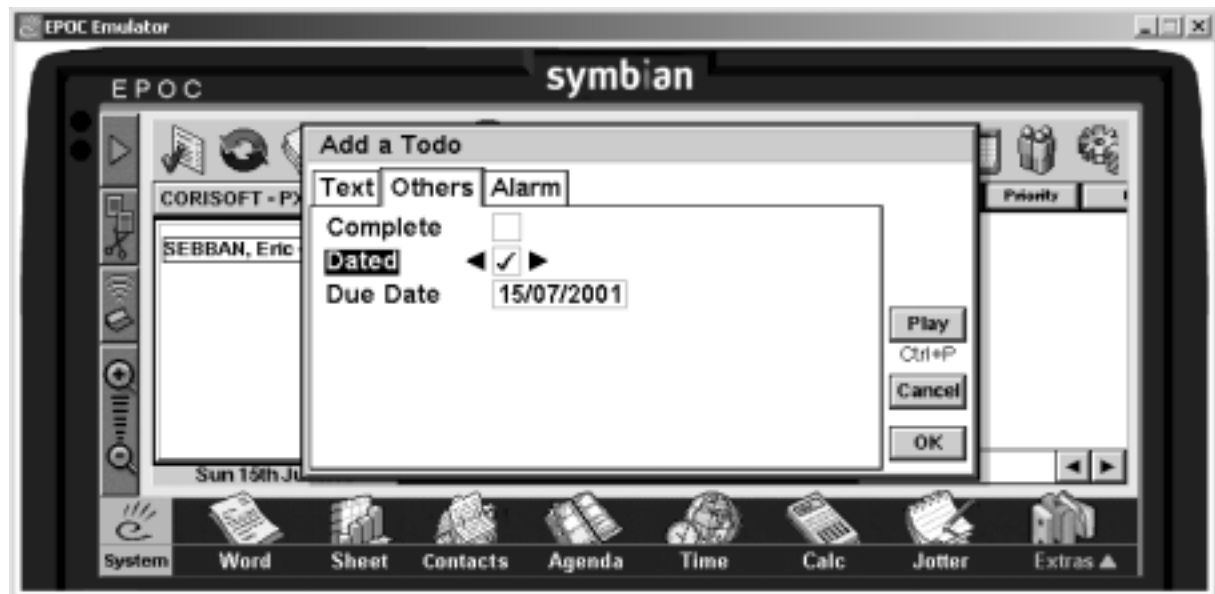 EPOC Emulator
symbian
EPOC
Add a Todo
Text Others Alarm
CORISOFT - PX
Priority
Complete
SEBBAN, Eric
Dated
Due Date 15/07/2001
Play
Ctrl+P
Cancel
OK
Sun 15th Ju
System Word Sheet Contacts Agenda Time Calc Jotter Extras